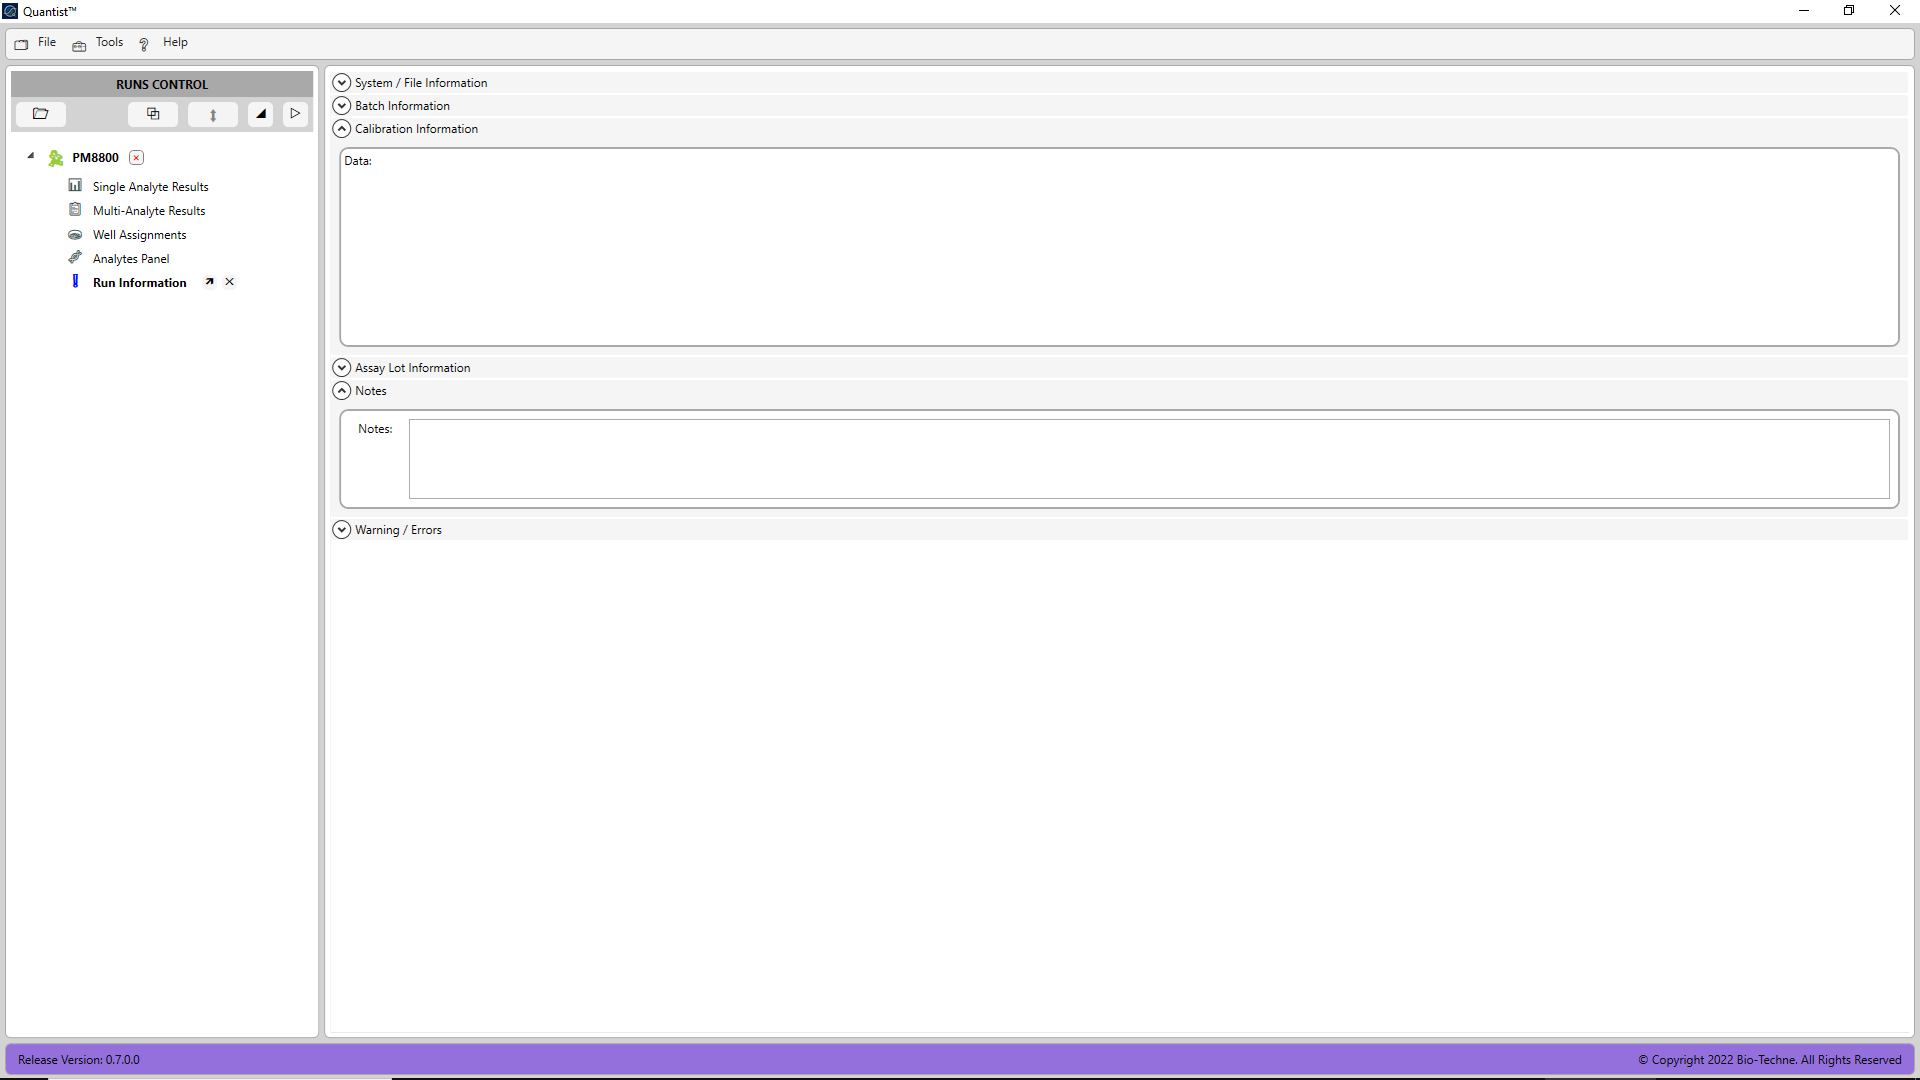 Quantist™
File Tools Help
RUNS CONTROL
PM8800
Single Analyte Results
Multi-Analyte Results
Well Assignments
Analytes Panel
Run Information
System / File Information
Batch Information
Calibration Information
Data:
Assay Lot Information
Notes
Notes:
Warning / Errors
Release Version: 0.7.0.0
© Copyright 2022 Bio-Techne. All Rights Reserved